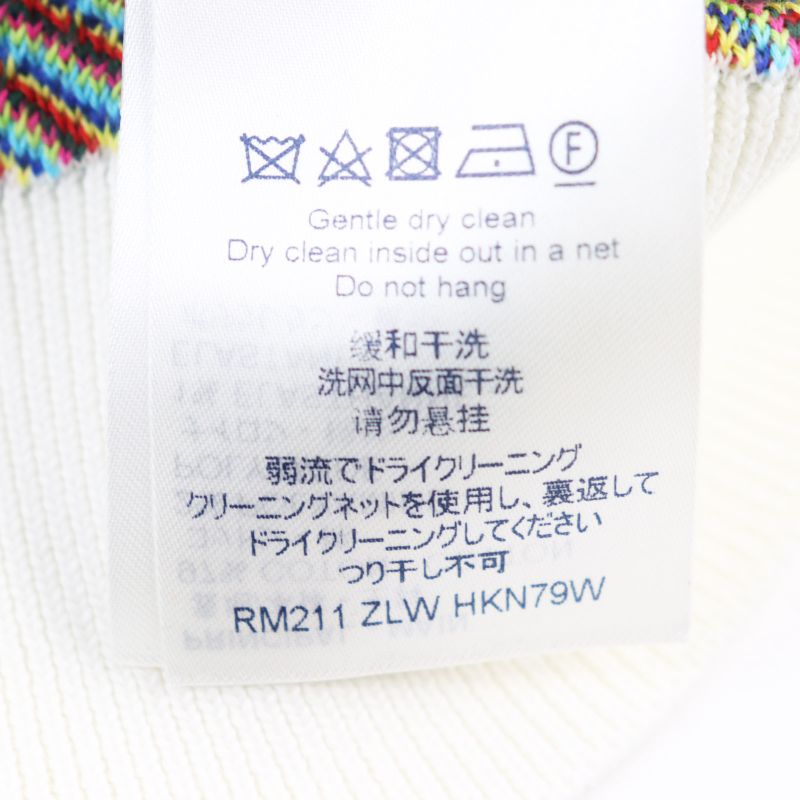 F
Gentle dry clean
Dry clean inside out in a net
Do not hang
缓和干洗
洗网中反面干洗
请勿悬挂
弱流でドライクリーニング
クリーニングネットを使用し、裏返して
ドライクリーニングしてください
つり干し不可
RM211 ZLW HKN79W